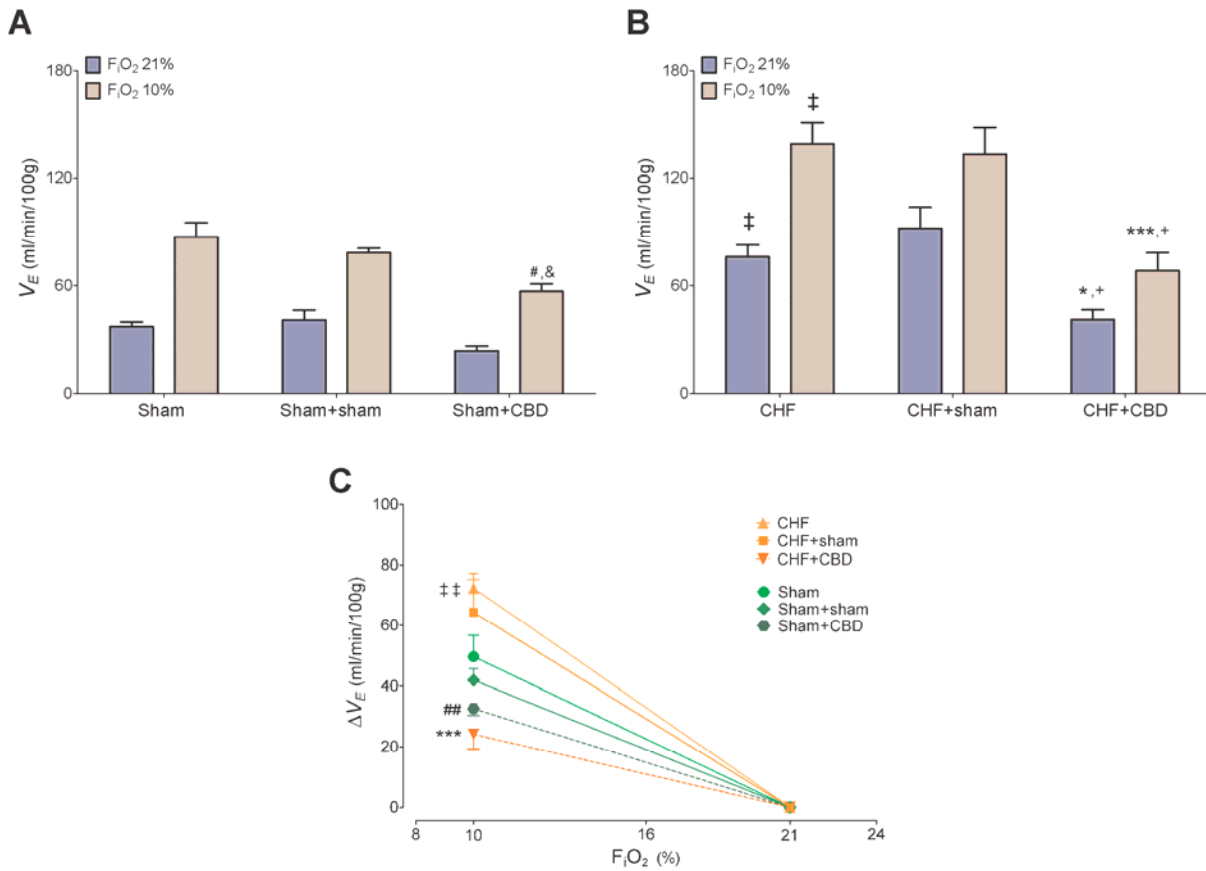 A
FᵢO₂ 21%
FᵢO₂ 10%
180
120
60
0
V_E (ml/min/100g)
#,&
Sham
Sham+sham
Sham+CBD
B
FᵢO₂ 21%
FᵢO₂ 10%
180
120
60
0
V_E (ml/min/100g)
‡
‡
*,+
***,+
CHF
CHF+sham
CHF+CBD
C
100
80
60
40
20
0
ΔV_E (ml/min/100g)
‡ ‡
##
***
CHF
CHF+sham
CHF+CBD
Sham
Sham+sham
Sham+CBD
8
10
16
21
24
FᵢO₂ (%)